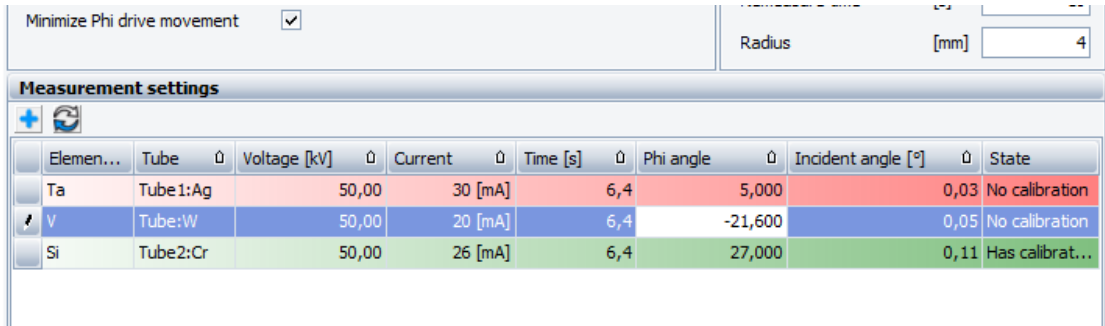 Minimize Phi drive movement
Radius [mm] 4
Measurement settings
Elemen... Tube Voltage [kV] Current Time [s] Phi angle Incident angle [°] State
Ta Tube1:Ag 50,00 30 [mA] 6,4 5,000 0,03 No calibration
V Tube:W 50,00 20 [mA] 6,4 -21,600 0,05 No calibration
Si Tube2:Cr 50,00 26 [mA] 6,4 27,000 0,11 Has calibrat...